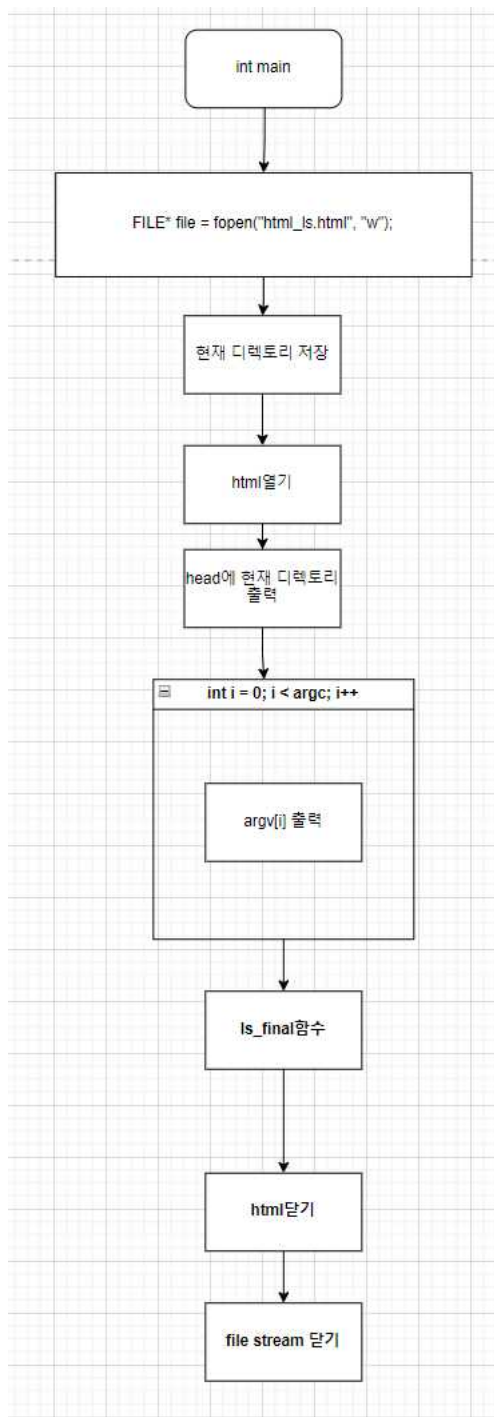 int main
FILE* file = fopen("html_ls.html", "w");
현재 디렉토리 저장
html열기
head에 현재 디렉토리
출력
int i = 0; i < argc; i++
argv[i] 출력
ls_final함수
html닫기
file stream 닫기